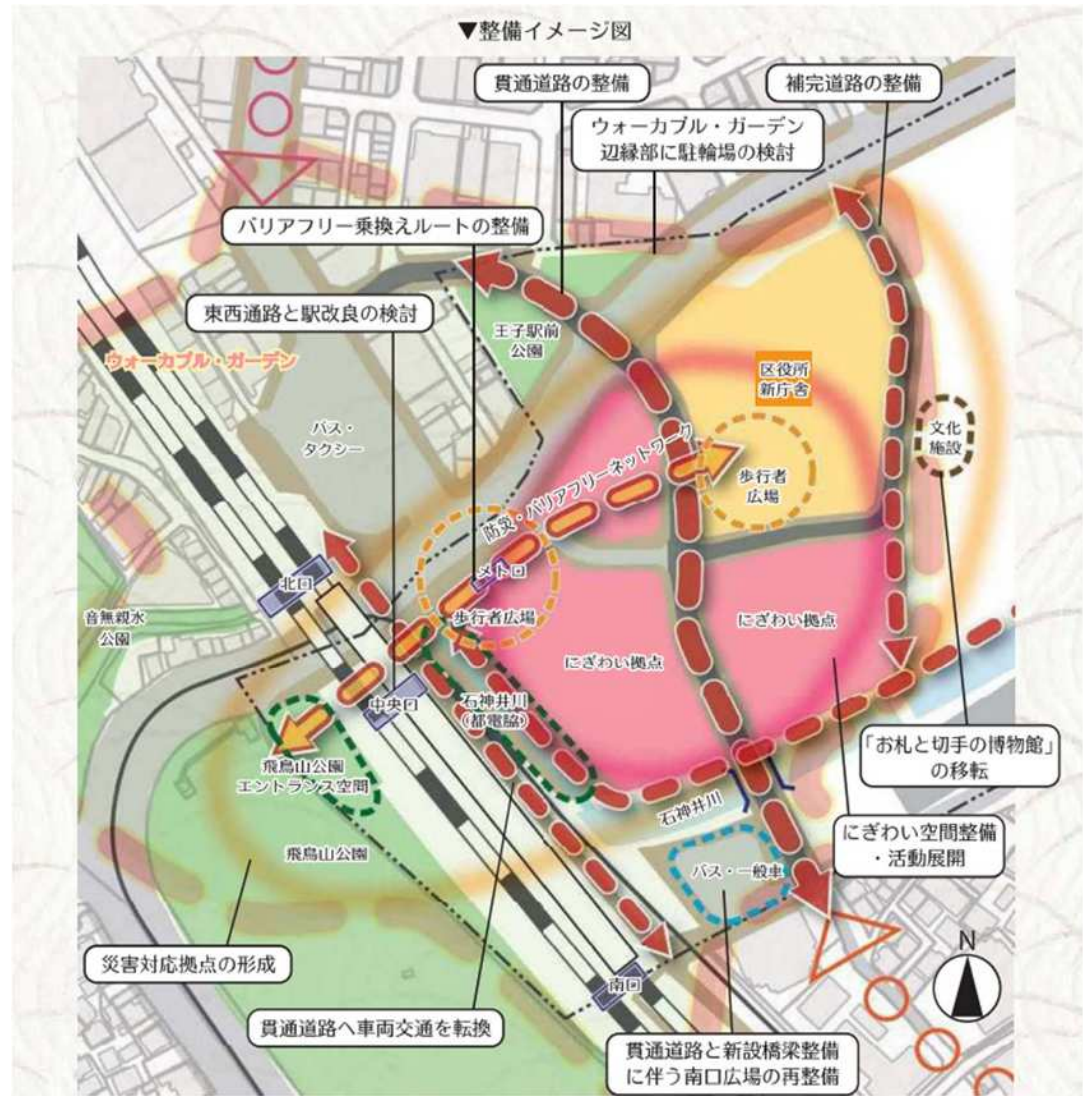 ▼整備イメージ図
貫通道路の整備
補完道路の整備
ウォーカブル・ガーデン
辺縁部に駐輪場の検討
バリアフリー乗換えルートの整備
東西通路と駅改良の検討
王子駅前
公園
ウォーカブル・ガーデン
区役所
新庁舎
バス・
タクシー
文化
施設
防災・バリアフリーネットワーク
歩行者
広場
メトロ
北口
音無親水
公園
歩行者広場
にぎわい拠点
にぎわい拠点
中央口
石神井川
(都電脇)
飛鳥山公園
エントランス空間
「お札と切手の博物館」
の移転
石神井川
にぎわい空間整備
・活動展開
飛鳥山公園
バス・一般車
災害対応拠点の形成
N
南口
貫通道路へ車両交通を転換
貫通道路と新設橋梁整備
に伴う南口広場の再整備